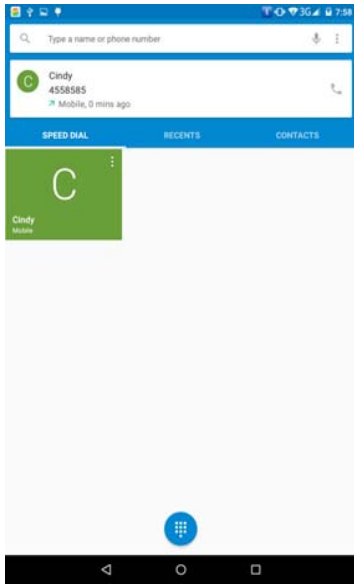 3G 7:58
Type a name or phone number
C
Cindy
4558585
Mobile, 0 mins ago
SPEED DIAL RECENTS CONTACTS
C
Cindy
Mobile